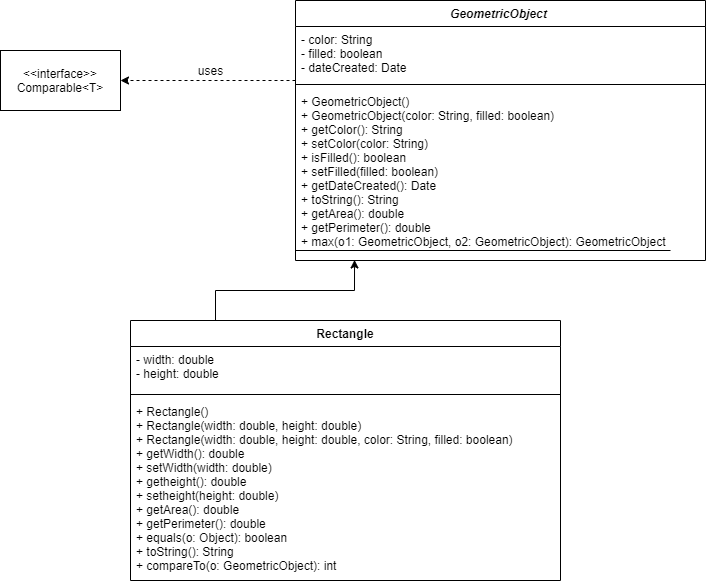 GeometricObject
- color: String
- filled: boolean
- dateCreated: Date
+ GeometricObject()
+ GeometricObject(color: String, filled: boolean)
+ getColor(): String
+ setColor(color: String)
+ isFilled(): boolean
+ setFilled(filled: boolean)
+ getDateCreated(): Date
+ toString(): String
+ getArea(): double
+ getPerimeter(): double
+ max(o1: GeometricObject, o2: GeometricObject): GeometricObject
<<interface>>
Comparable<T>
uses
Rectangle
- width: double
- height: double
+ Rectangle()
+ Rectangle(width: double, height: double)
+ Rectangle(width: double, height: double, color: String, filled: boolean)
+ getWidth(): double
+ setWidth(width: double)
+ getheight(): double
+ setheight(height: double)
+ getArea(): double
+ getPerimeter(): double
+ equals(o: Object): boolean
+ toString(): String
+ compareTo(o: GeometricObject): int